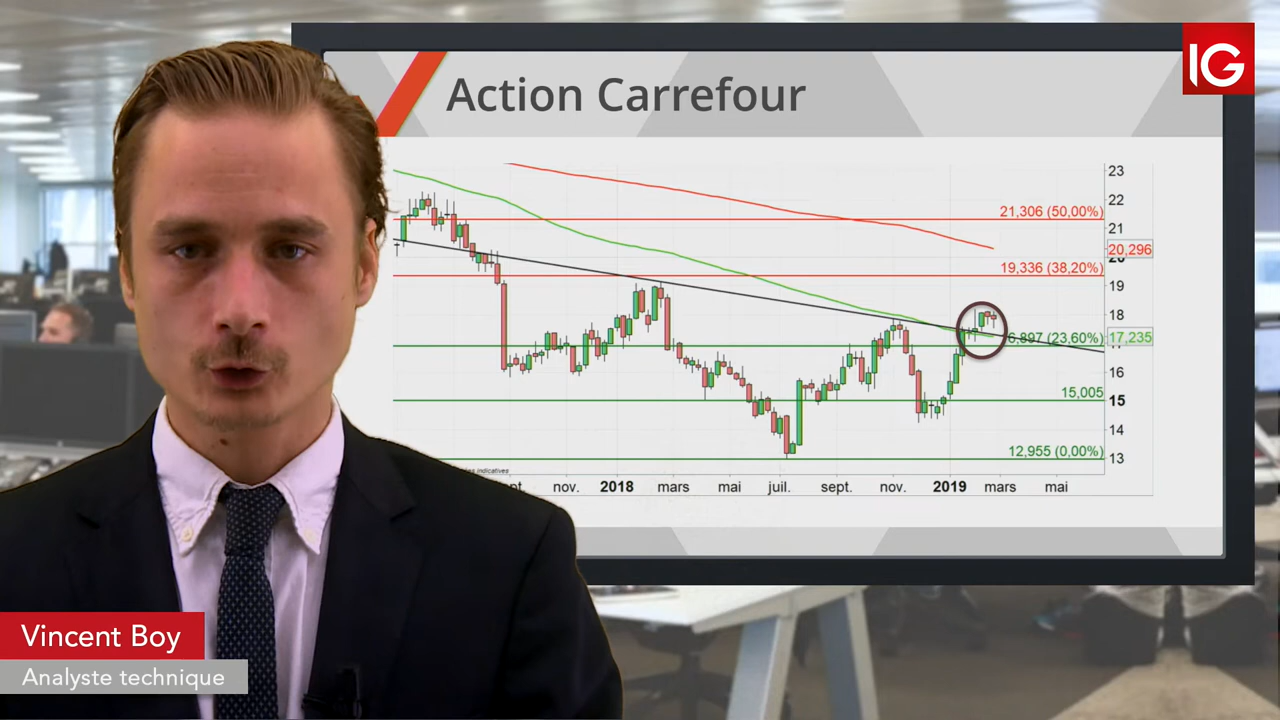 IG
Action Carrefour
23
22
21,306 (50,00%)
21
20,296
19,336 (38,20%)
19
18
6,897 (23,60%)
17,235
16
15,005
15
14
12,955 (0,00%)
13
indicatives
nov.
2018
mars
mai
juil.
sept.
nov.
2019
mars
mai
Vincent Boy
Analyste technique